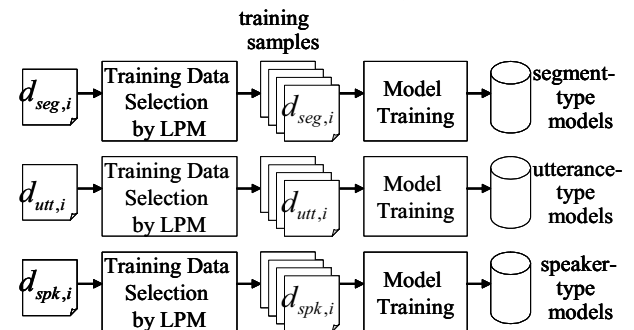 training
samples
d_seg,i
Training Data
Selection
by LPM
d_seg,i
Model
Training
segment-
type
models
d_utt,i
Training Data
Selection
by LPM
d_utt,i
Model
Training
utterance-
type
models
d_spk,i
Training Data
Selection
by LPM
d_spk,i
Model
Training
speaker-
type
models